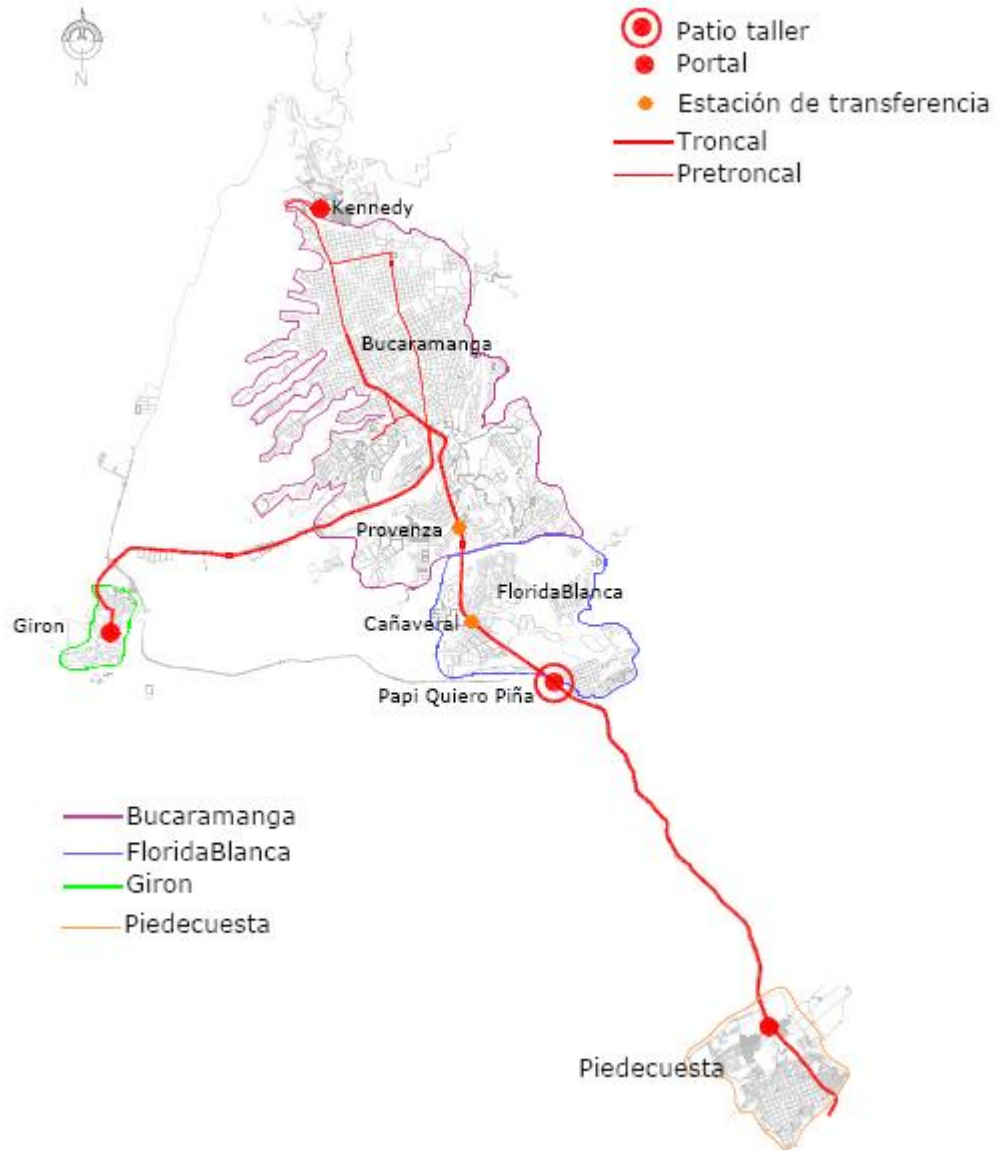 Patio taller
Portal
Estación de transferencia
Troncal
Pretroncal
N
Kennedy
Bucaramanga
Provenza
FloridaBlanca
Cañaveral
Giron
Papi Quiero Piña
Bucaramanga
FloridaBlanca
Giron
Piedecuesta
Piedecuesta